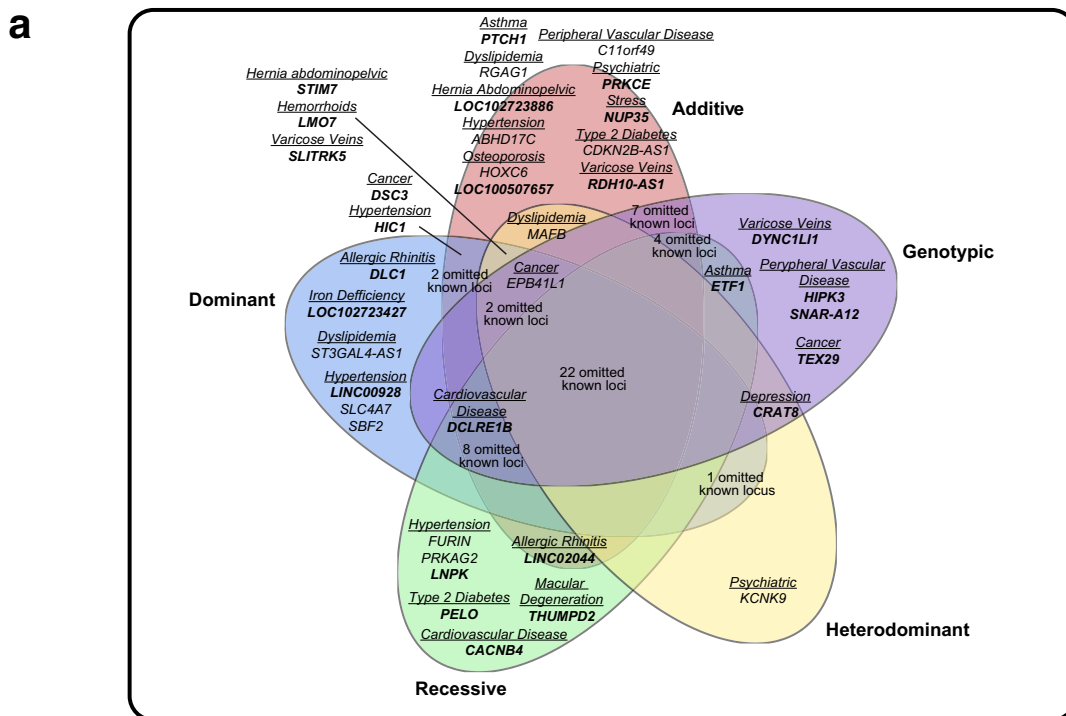 a
Asthma
PTCH1
Dyslipidemia
RGAG1
Hernia Abdominopelvic
LOC102723886
Hypertension
ABHD17C
Osteoporosis
HOXC6
LOC100507657
Peripheral Vascular Disease
C11orf49
Psychiatric
PRKCE
Stress
NUP35
Type 2 Diabetes
CDKN2B-AS1
Varicose Veins
RDH10-AS1
Additive
Hernia abdominopelvic
STIM7
Hemorrhoids
LMO7
Varicose Veins
SLITRK5
Cancer
DSC3
Hypertension
HIC1
Dyslipidemia
MAFB
7 omitted
known loci
4 omitted
known loci
Varicose Veins
DYNC1LI1
Perypheral Vascular
Disease
HIPK3
SNAR-A12
Cancer
TEX29
Genotypic
Asthma
ETF1
Allergic Rhinitis
DLC1
Iron Defficiency
LOC102723427
Dyslipidemia
ST3GAL4-AS1
Hypertension
LINC00928
SLC4A7
SBF2
Dominant
2 omitted
known loci
Cancer
EPB41L1
2 omitted
known loci
22 omitted
known loci
Cardiovascular
Disease
DCLRE1B
8 omitted
known loci
Depression
CRAT8
1 omitted
known locus
Hypertension
FURIN
PRKAG2
LNPK
Type 2 Diabetes
PELO
Cardiovascular Disease
CACNB4
Allergic Rhinitis
LINC02044
Macular
Degeneration
THUMPD2
Psychiatric
KCNK9
Heterodominant
Recessive